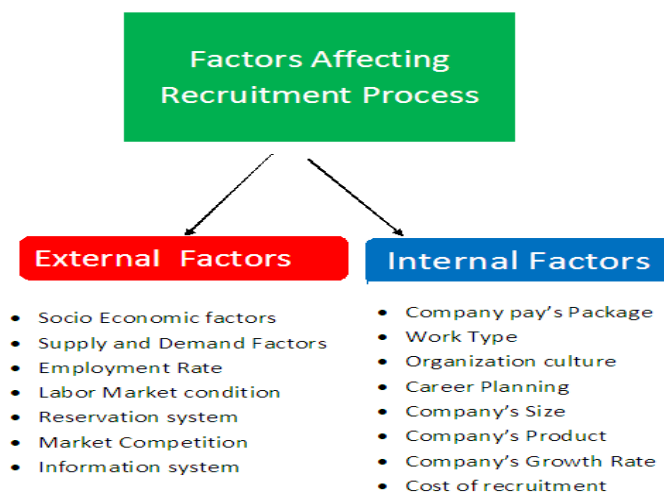 Factors Affecting
Recruitment Process
External Factors
• Socio Economic factors
• Supply and Demand Factors
• Employment Rate
• Labor Market condition
• Reservation system
• Market Competition
• Information system
Internal Factors
• Company pay's Package
• Work Type
• Organization culture
• Career Planning
• Company's Size
• Company's Product
• Company's Growth Rate
• Cost of recruitment